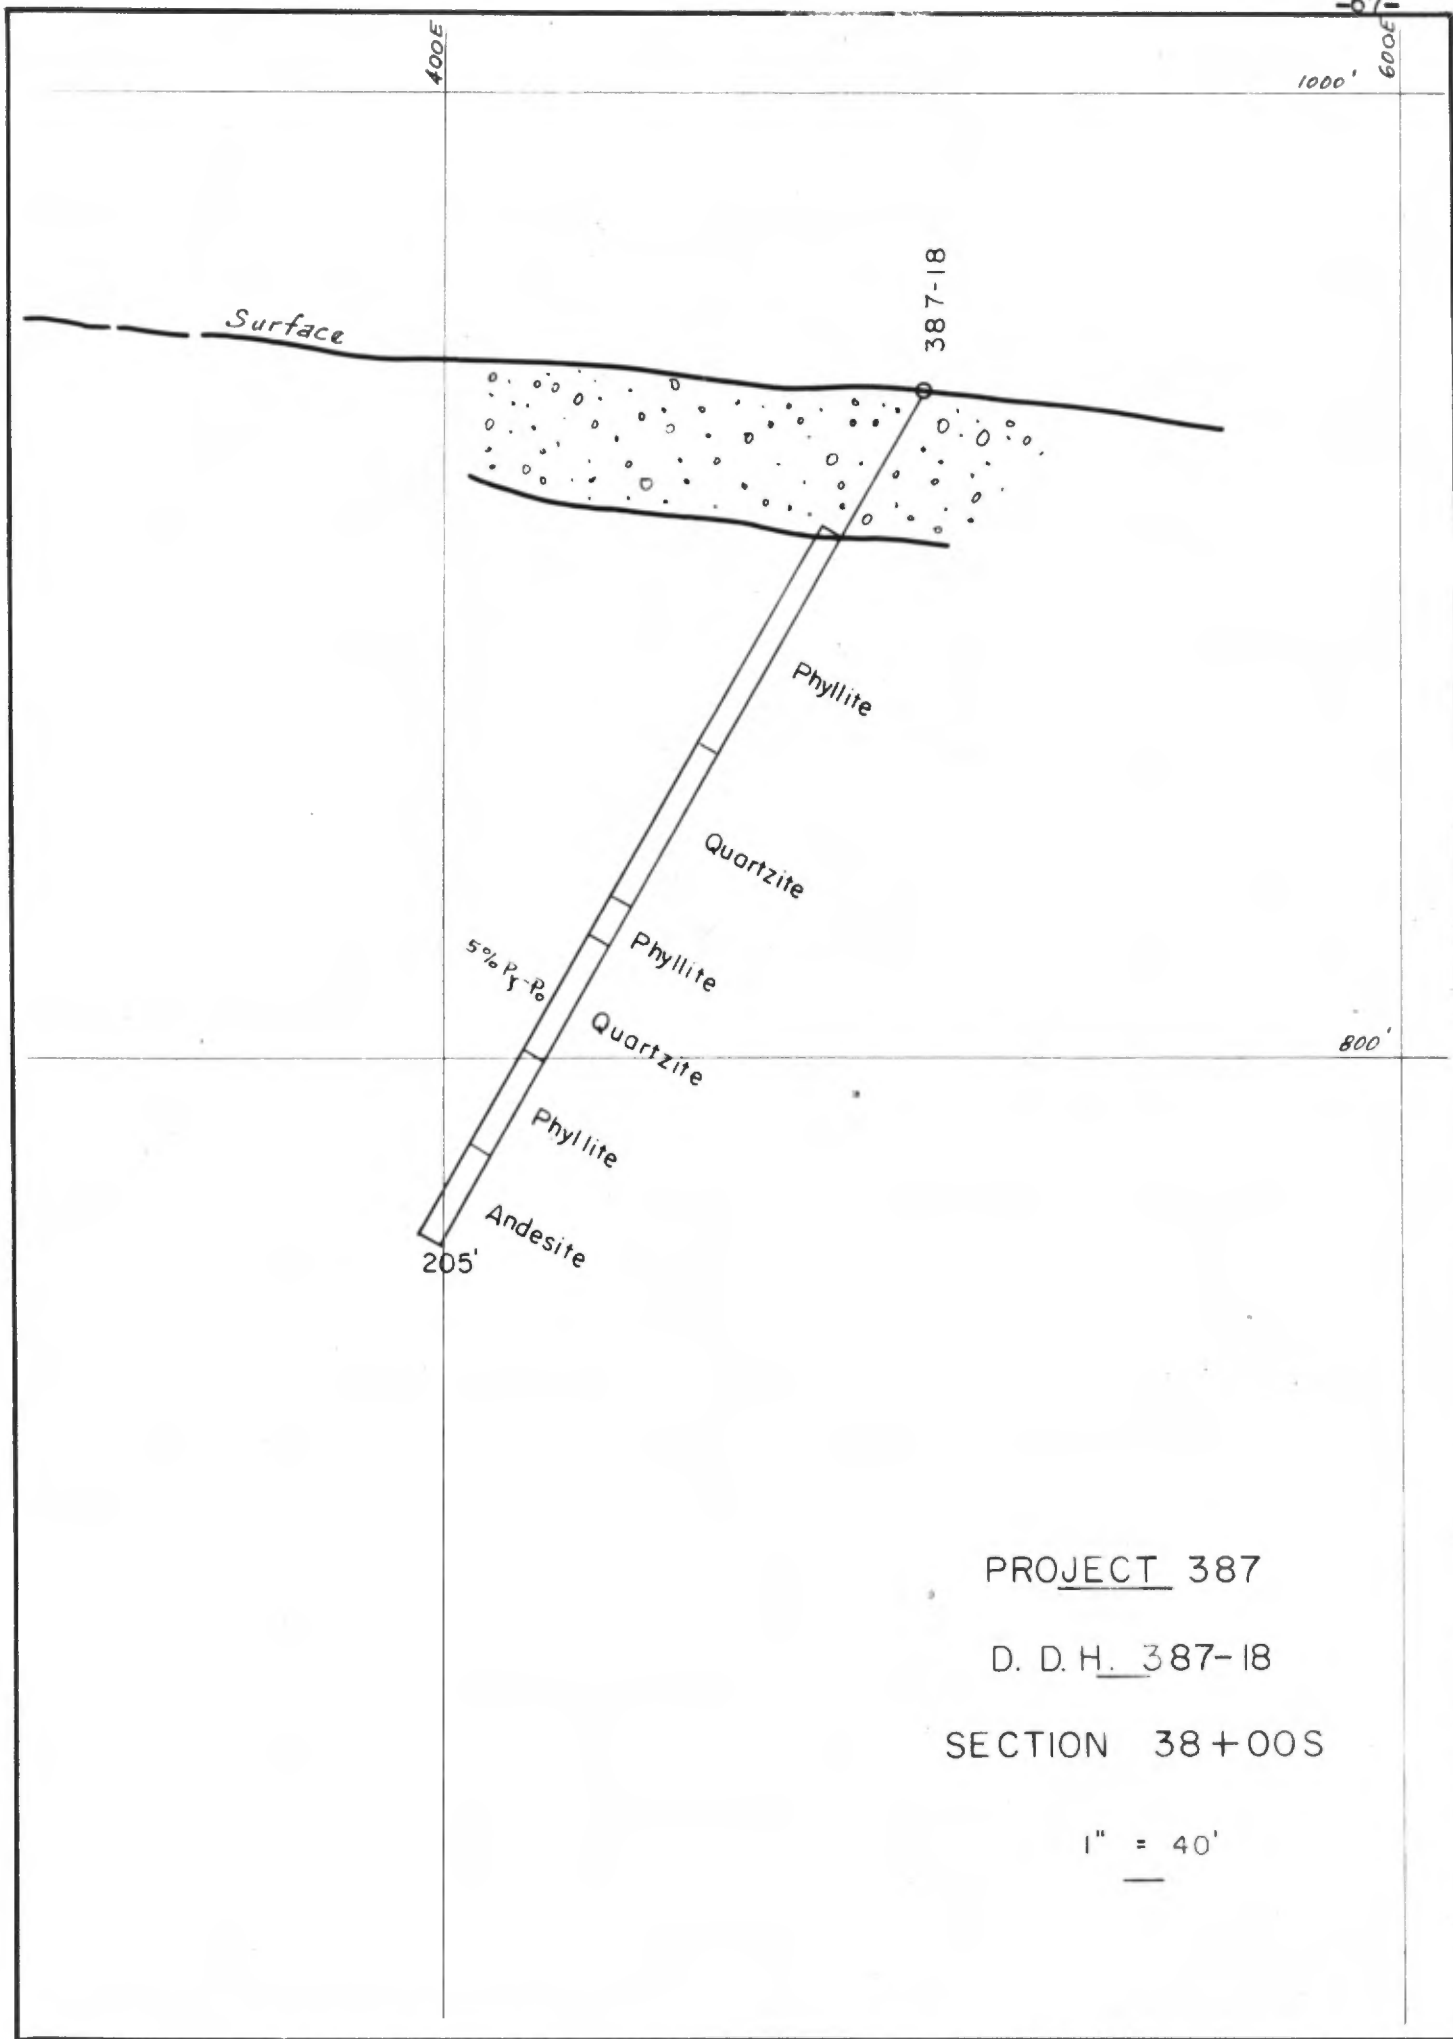 400E
600E
1000'
387-18
Surface
Phyllite
Quartzite
Phyllite
5% Py-Po
Quartzite
800'
Phyllite
Andesite
205'
PROJECT 387
D. D. H. 387-18
SECTION 38+00S
1" = 40'